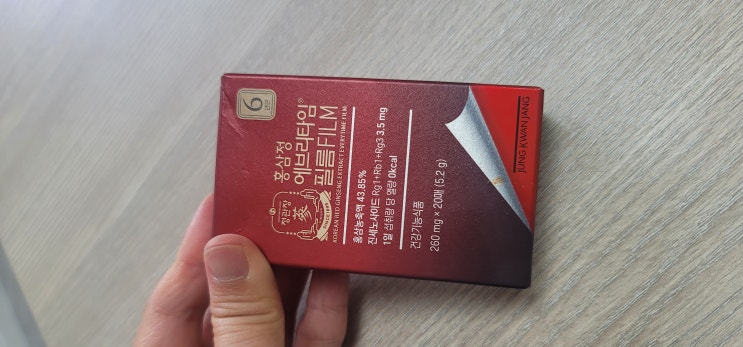 6
년근
정관장
蔘
홍삼정
에브리타임®
필름FILM
KOREAN RED GINSENG EXTRACT EVERYTIME FILM
홍삼농축액 43.85%
진세노사이드 Rg1+Rb1+Rg3 3.5 mg
1일 섭취량 당 열량 0kcal
건강기능식품
260 mg × 20매 (5.2 g)
JUNG KWAN JANG